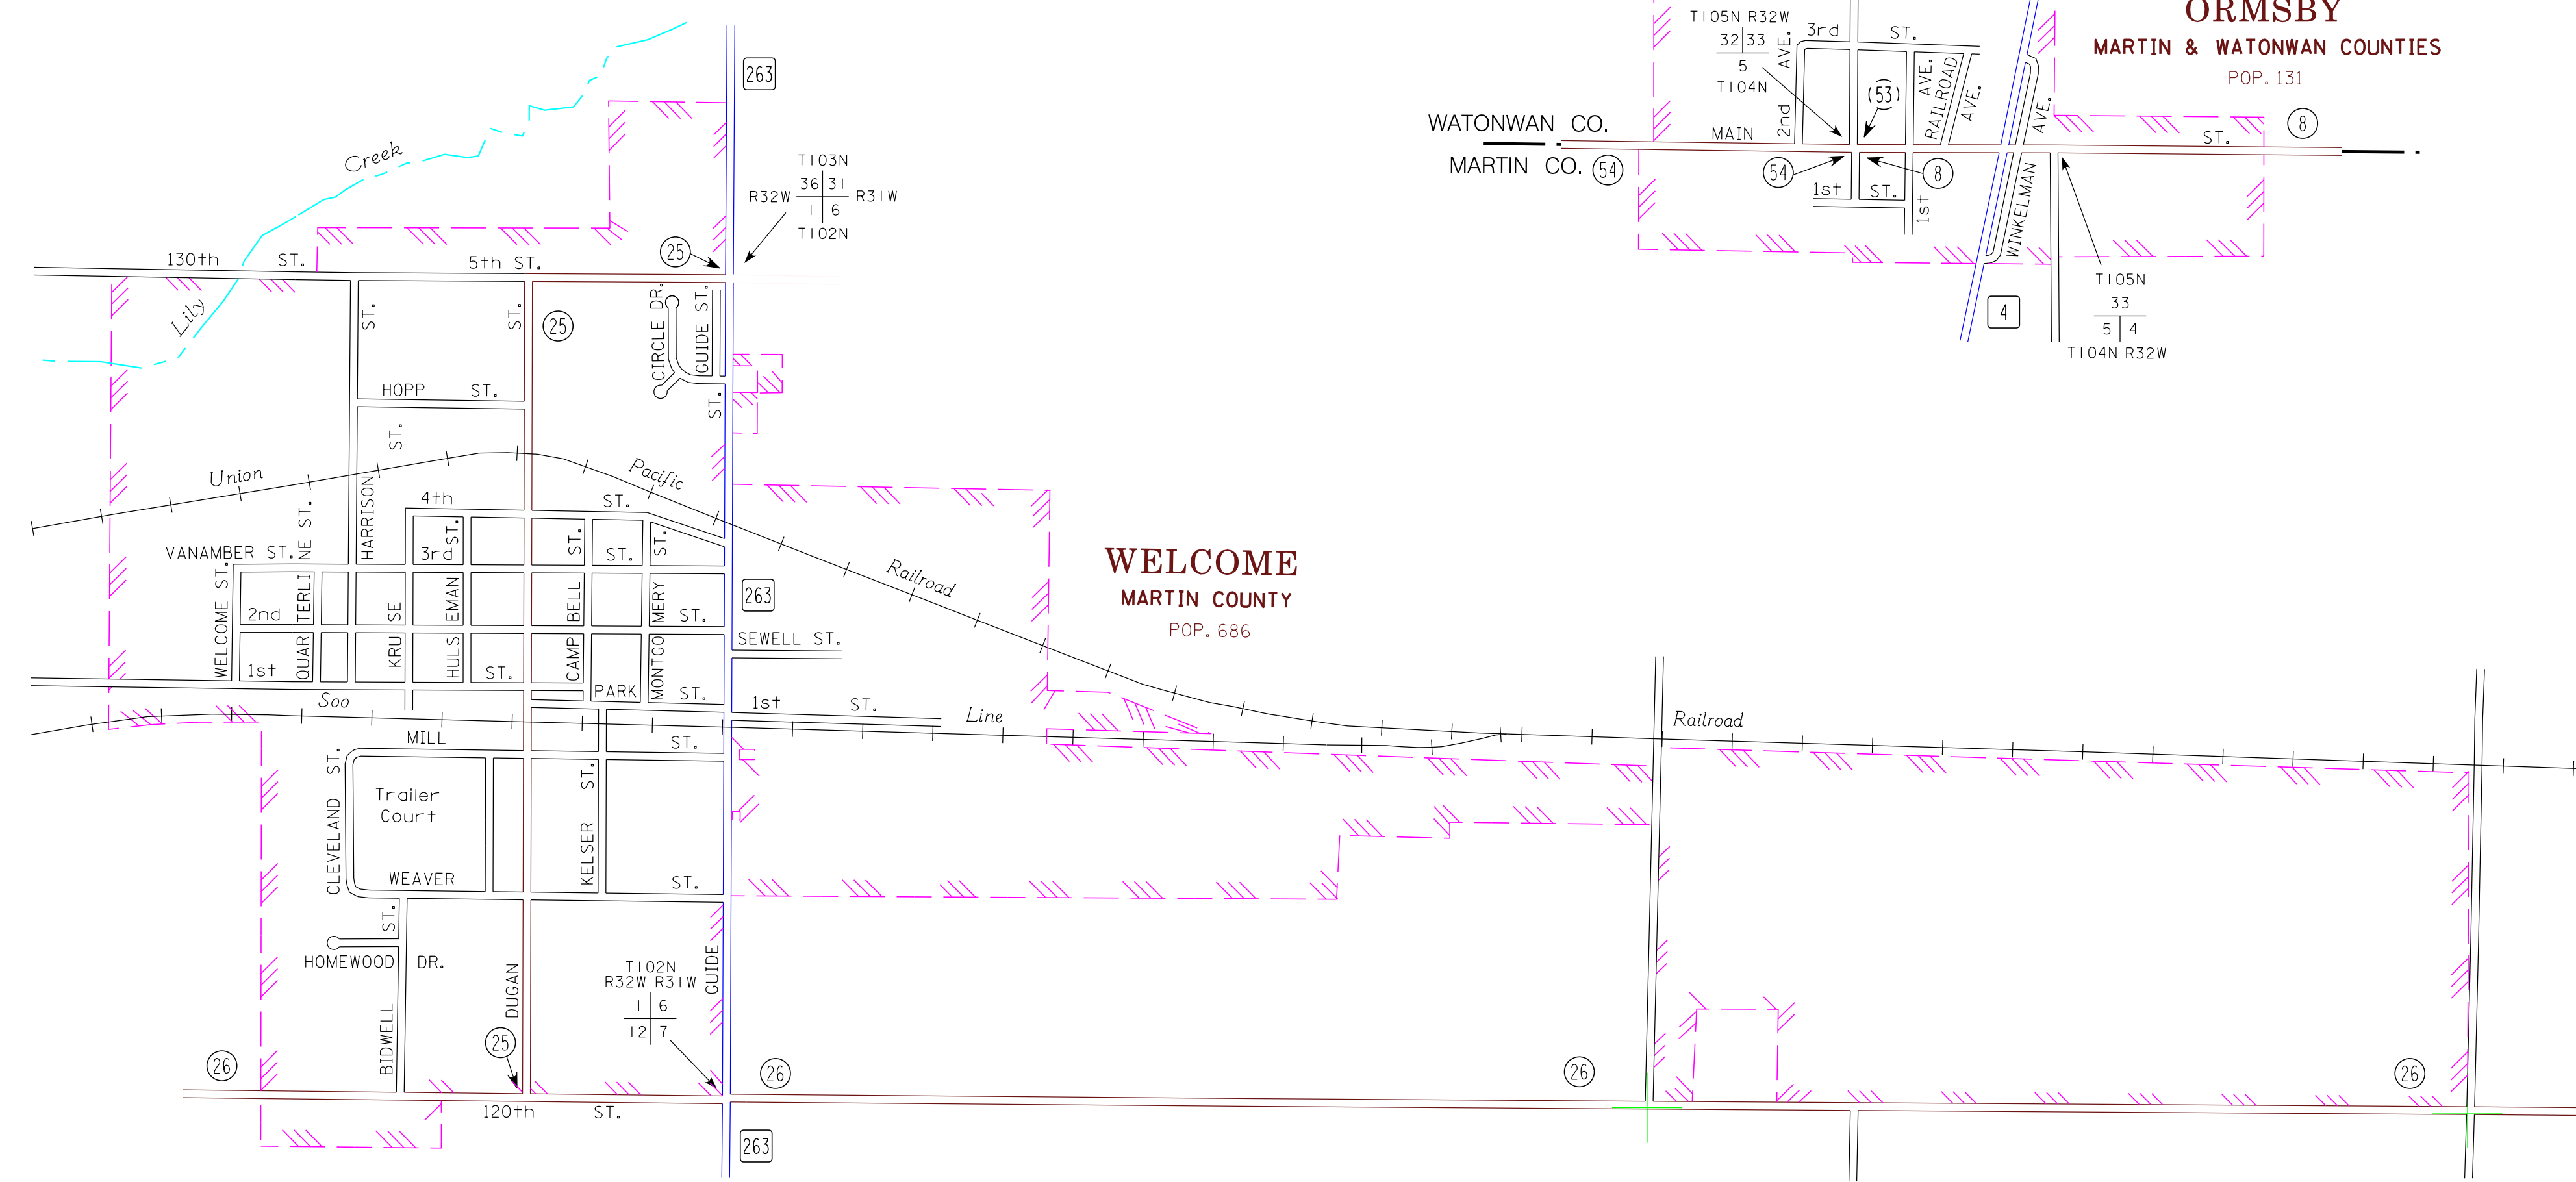 ORMSBY
MARTIN & WATONWAN COUNTIES
POP. 131
T105N R32W
32 33
5
T104N
3rd ST.
2nd AVE.
AVE.
RAILROAD AVE.
(53)
WATONWAN CO.
MARTIN CO.
MAIN ST.
54
54
8
8
1st ST.
1st
WINKELMAN AVE.
4
T105N
33
5 4
T104N R32W
263
Creek
Lily
T103N
R32W 36 31 R31W
1 6
T102N
25
130th ST.
5th ST.
ST.
ST.
25
CIRCLE DR.
GUIDE ST.
HOPP ST.
ST.
ST.
Union Pacific Railroad
4th ST.
HARRISON
NE ST.
VANAMBER ST.
3rd ST.
ST.
ST.
ST.
WELCOME ST.
QUAR TERLI
KRU SE
HULS EMAN
CAMP BELL
MONTGO MERY
2nd ST.
263
SEWELL ST.
1st ST.
PARK ST.
1st ST.
Soo Line Railroad
WELCOME
MARTIN COUNTY
POP. 686
MILL ST.
CLEVELAND ST.
Trailer
Court
KELSER ST.
WEAVER ST.
ST.
HOMEWOOD DR.
BIDWELL
DUGAN
GUIDE
T102N
R32W R31W
1 6
12 7
25
26
26
26
26
120th ST.
263